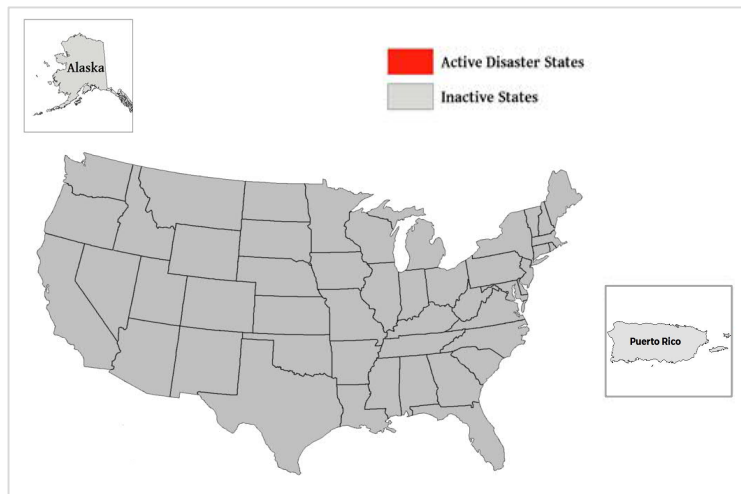 Alaska
Active Disaster States
Inactive States
Puerto Rico